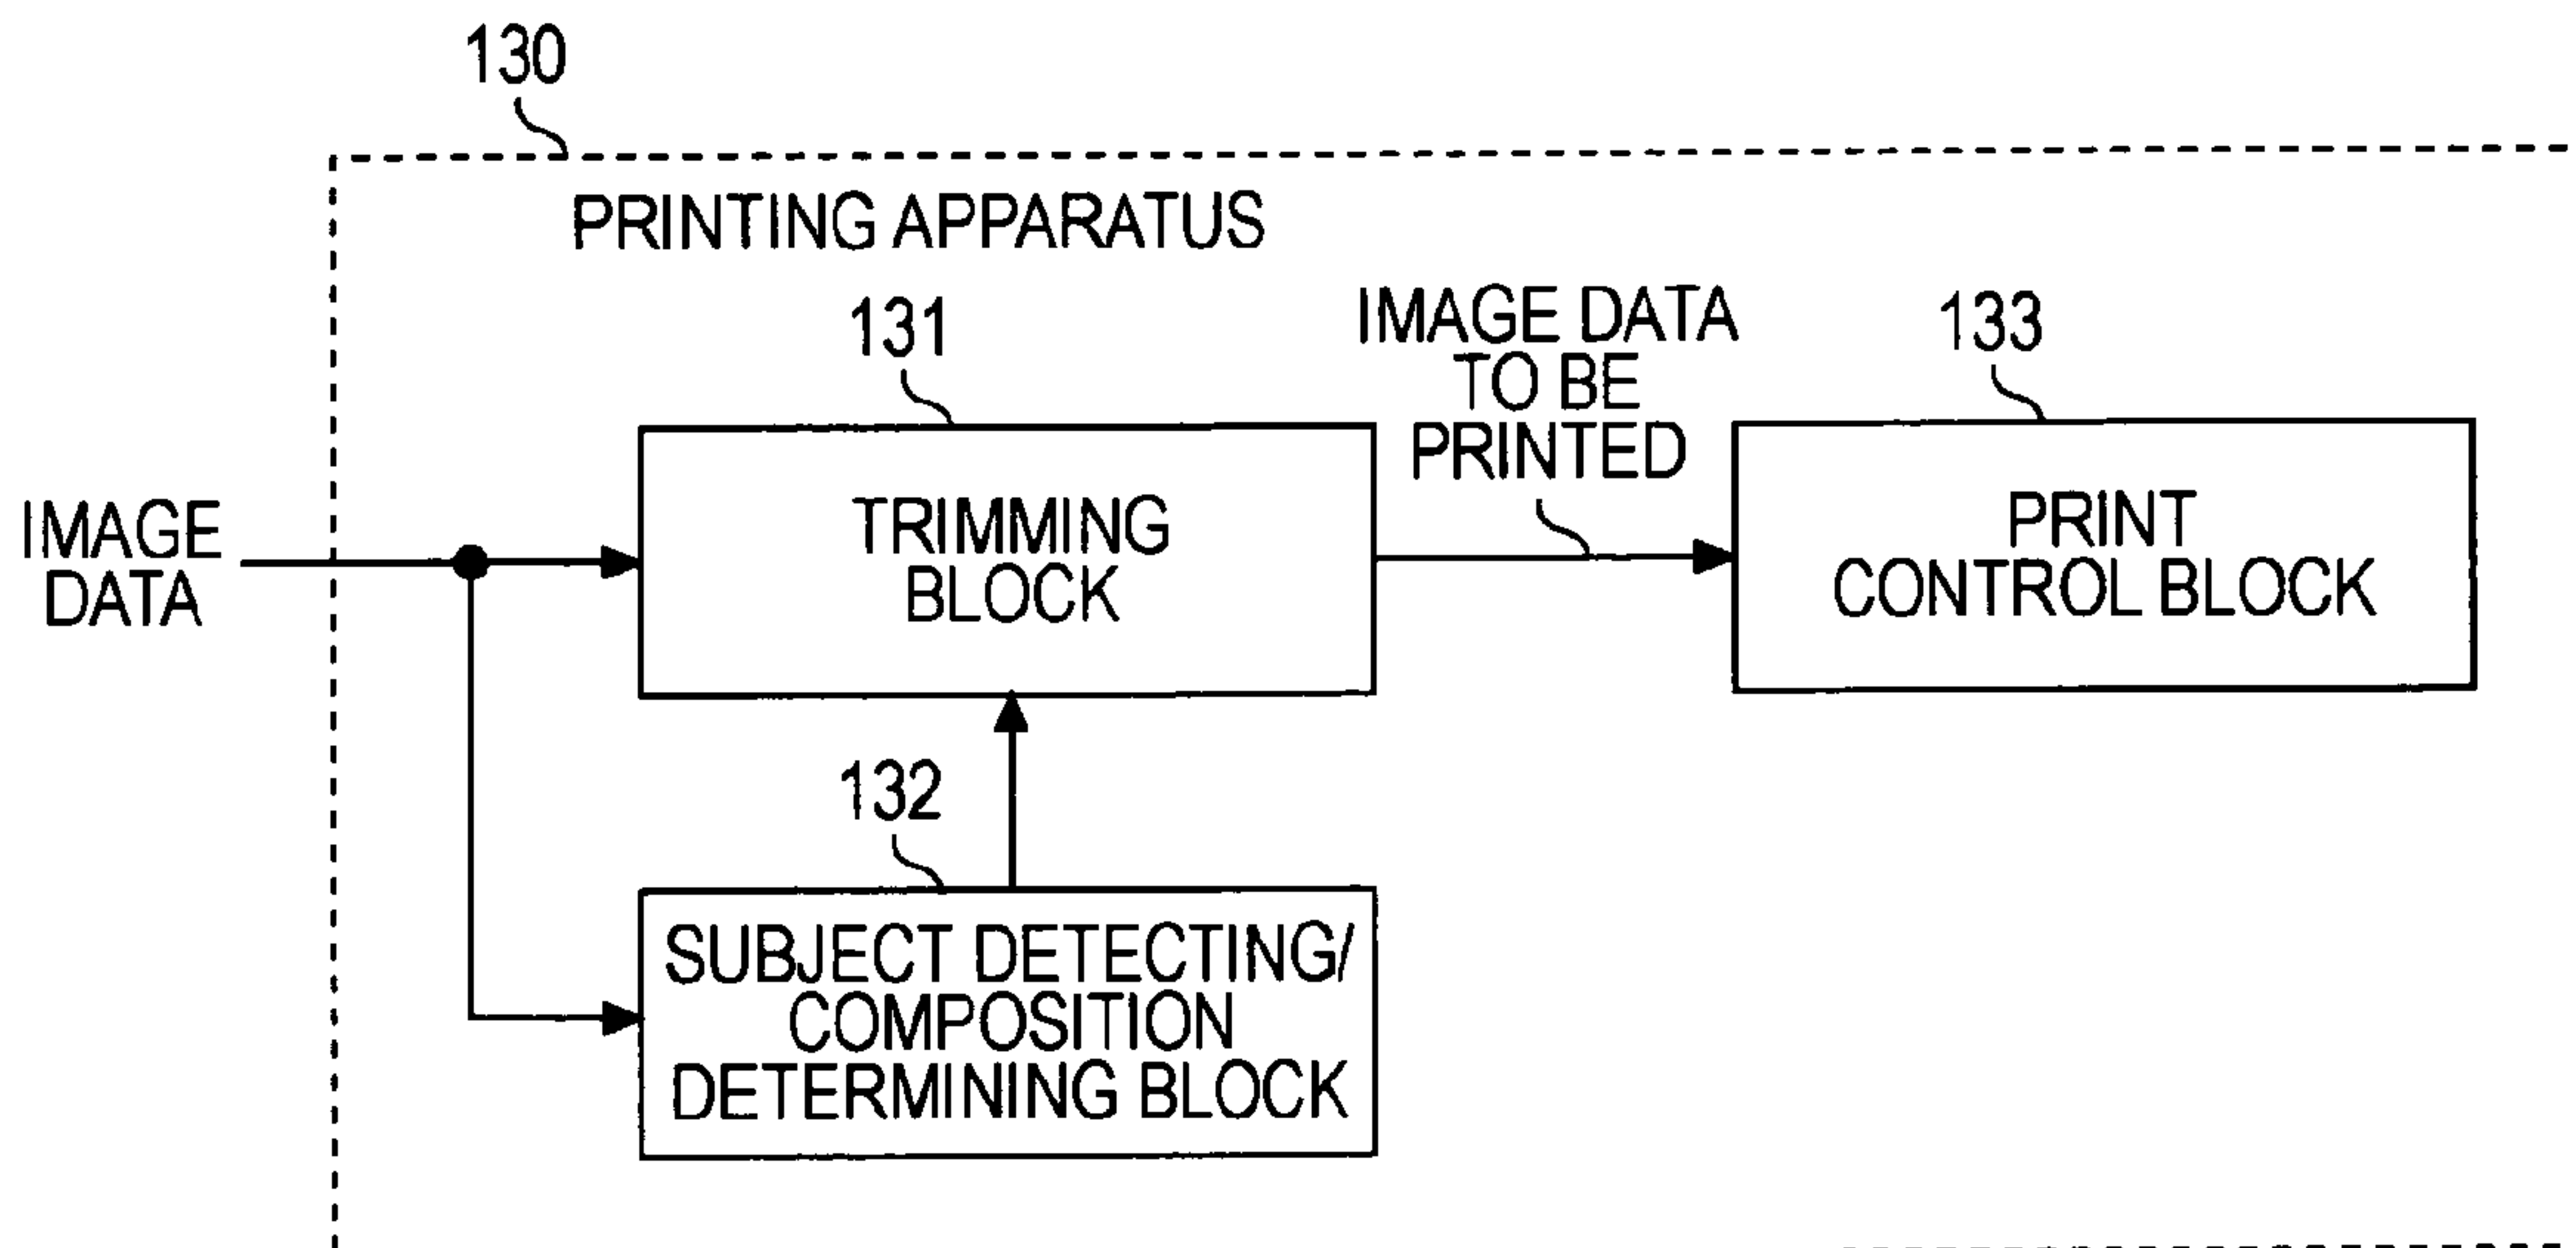 130
PRINTING APPARATUS
131
IMAGE DATA
TO BE
PRINTED
133
IMAGE
DATA
TRIMMING
BLOCK
PRINT
CONTROL BLOCK
132
SUBJECT DETECTING/
COMPOSITION
DETERMINING BLOCK